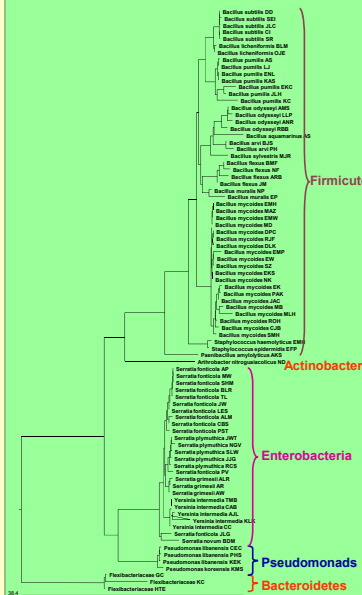 Bacillus subtilis DD
Bacillus subtilis SEI
Bacillus subtilis JLC
Bacillus subtilis CI
Bacillus subtilis SR
Bacillus licheniformis BLM
Bacillus licheniformis OJE
Bacillus pumilis AS
Bacillus pumilis LJ
Bacillus pumilis ENL
Bacillus pumilis KAS
Bacillus pumilis EKC
Bacillus pumilis JLH
Bacillus pumilis KC
Bacillus odysseyi AMS
Bacillus odysseyi LLP
Bacillus odysseyi ANR
Bacillus odysseyi RBB
Bacillus squamarinus AS
Bacillus arvi BJS
Bacillus arvi PH
Bacillus sylvestris MJR
Bacillus flexus BMF
Bacillus flexus NF
Bacillus flexus ARB
Bacillus flexus JM
Firmicute
Bacillus muralis NP
Bacillus muralis EP
Bacillus mycoides EMH
Bacillus mycoides MAZ
Bacillus mycoides EMW
Bacillus mycoides MD
Bacillus mycoides DPC
Bacillus mycoides RJF
Bacillus mycoides DLK
Bacillus mycoides EMP
Bacillus mycoides EW
Bacillus mycoides SZ
Bacillus mycoides EKS
Bacillus mycoides NK
Bacillus mycoides EK
Bacillus mycoides PAK
Bacillus mycoides JAC
Bacillus mycoides MB
Bacillus mycoides MLH
Bacillus mycoides ROH
Bacillus mycoides CJB
Bacillus mycoides SMH
Staphylococcus haemolyticus EMH
Staphylococcus epidermis EFP
Paenibacillus amylolyticus AKS
Arthrobacter nitroguaiacolicus ND
Actinobacter
Serratia fonticola AP
Serratia fonticola MW
Serratia fonticola SHM
Serratia fonticola BLR
Serratia fonticola TL
Serratia fonticola JW
Serratia fonticola LES
Serratia fonticola ALM
Serratia fonticola CBS
Serratia fonticola PST
Serratia plymuthica JWT
Serratia plymuthica NGV
Serratia plymuthica SLW
Enterobacteria
Serratia plymuthica JJG
Serratia plymuthica RCS
Serratia fonticola PV
Serratia grimesii ALR
Serratia grimesii AR
Serratia grimesii AW
Yersinia intermedia TMB
Yersinia intermedia CAB
Yersinia intermedia AJL
Yersinia intermedia KLK
Yersinia intermedia CC
Serratia fonticola JLG
Serratia novum BDM
Pseudomonas libanensis CEC
Pseudomonas libanensis PHS
Pseudomonas libanensis KEK
Pseudomonads
Pseudomonas koreensis KMS
Flexibacteriaceae GC
Flexibacteriaceae KC
Bacteroidetes
Flexibacteriaceae HTE
38.4